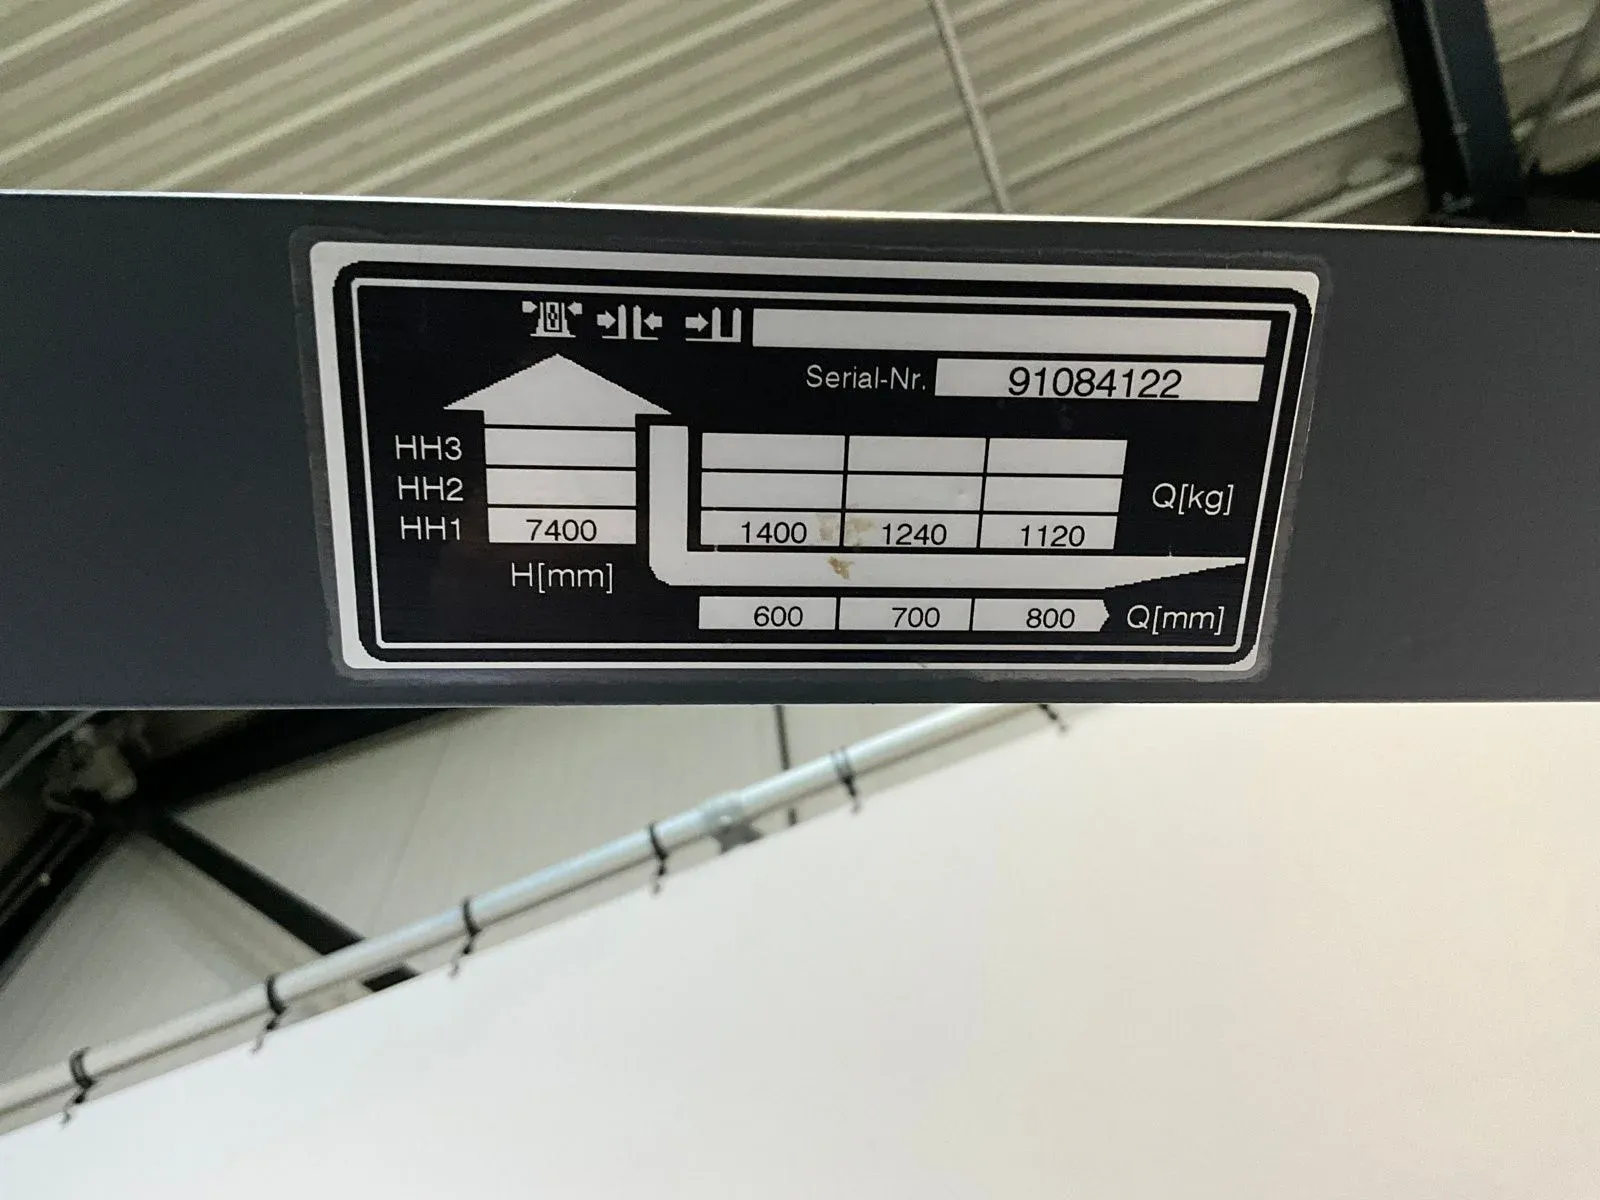 Serial-Nr. 91084122
HH3
HH2
HH1 7400 1400 1240 1120 Q[kg]
H[mm]
600 700 800 Q[mm]